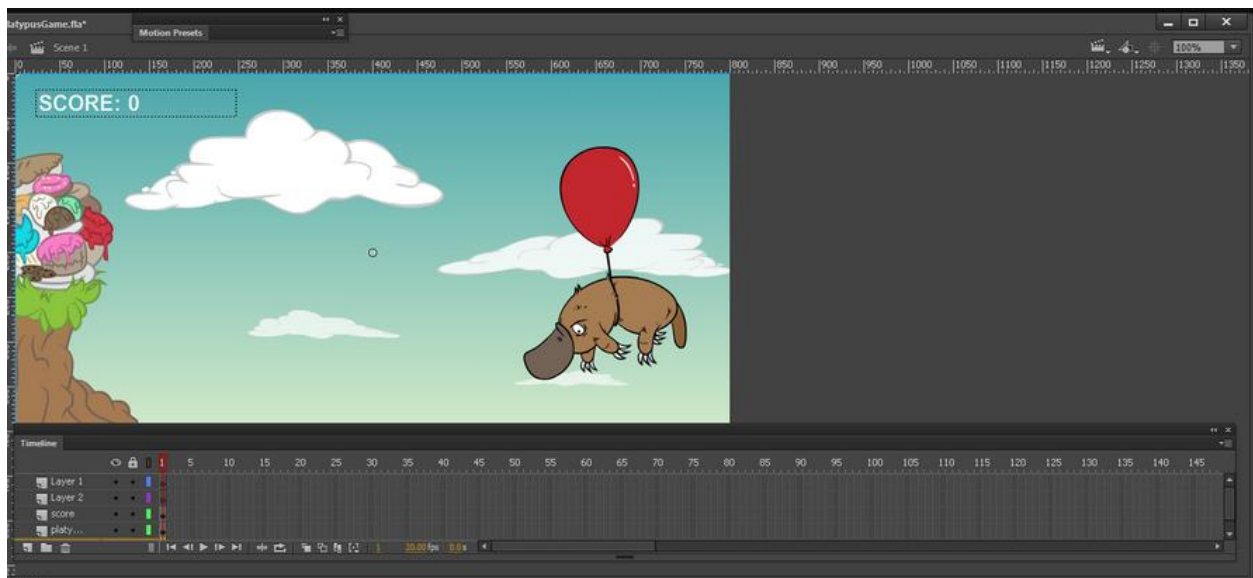 latypusGame.fla*
Motion Presets
Scene 1
100%
0 50 100 150 200 250 300 350 400 450 500 550 600 650 700 750 800 850 900 950 1000 1050 1100 1150 1200 1250 1300 1350
SCORE: 0
Timeline
1 5 10 15 20 25 30 35 40 45 50 55 60 65 70 75 80 85 90 95 100 105 110 115 120 125 130 135 140 145
Layer 1
Layer 2
score
platy...
1 20.00 fps 0.0 s